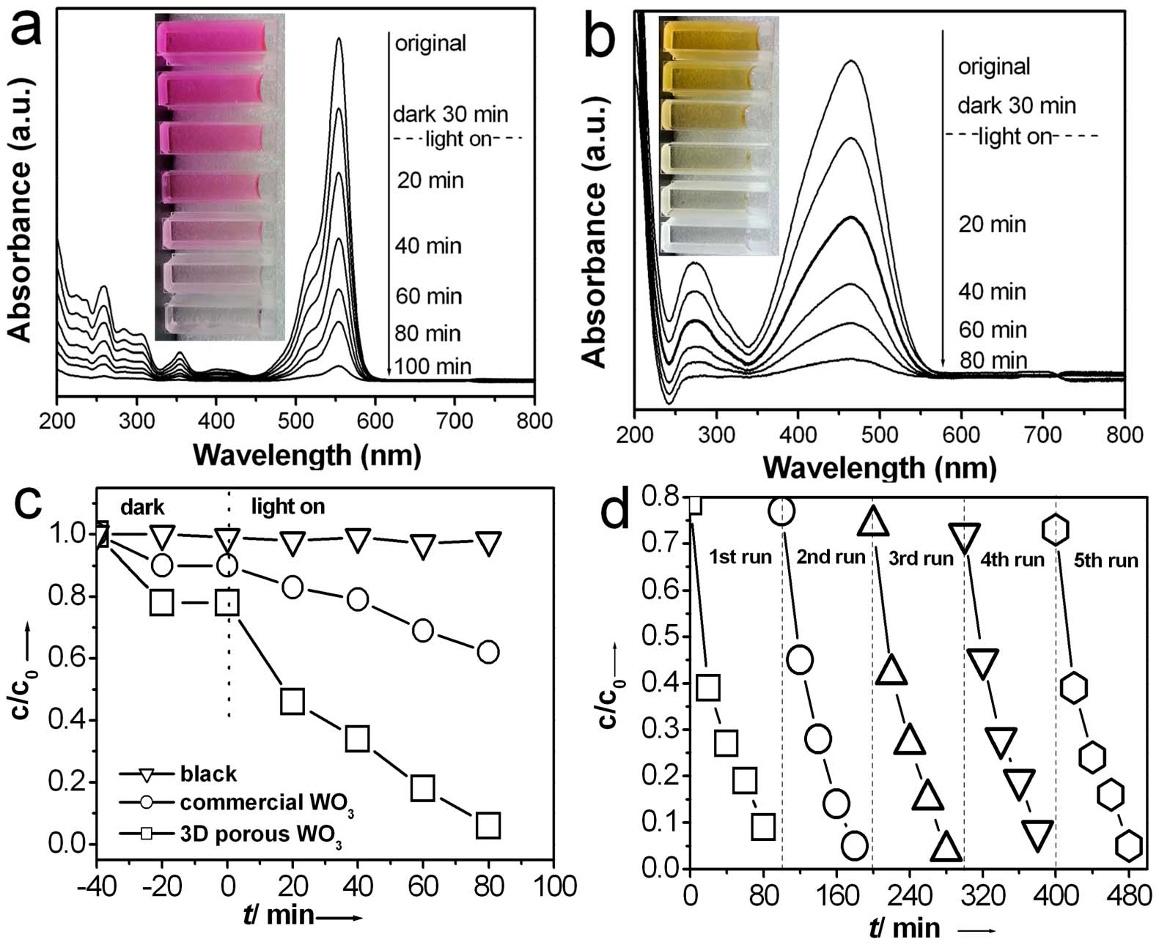 a
Absorbance (a.u.)
original
dark 30 min
---light on---
20 min
40 min
60 min
80 min
100 min
200 300 400 500 600 700 800
Wavelength (nm)
b
Absorbance (a.u.)
original
dark 30 min
---light on----
20 min
40 min
60 min
80 min
200 300 400 500 600 700 800
Wavelength (nm)
c
c/c₀
1.0
0.8
0.6
0.4
0.2
0.0
dark
light on
black
commercial WO₃
3D porous WO₃
-40 -20 0 20 40 60 80 100
t/ min
d
c/c₀
0.8
0.7
0.6
0.5
0.4
0.3
0.2
0.1
0.0
1st run 2nd run 3rd run 4th run 5th run
0 80 160 240 320 400 480
t/ min